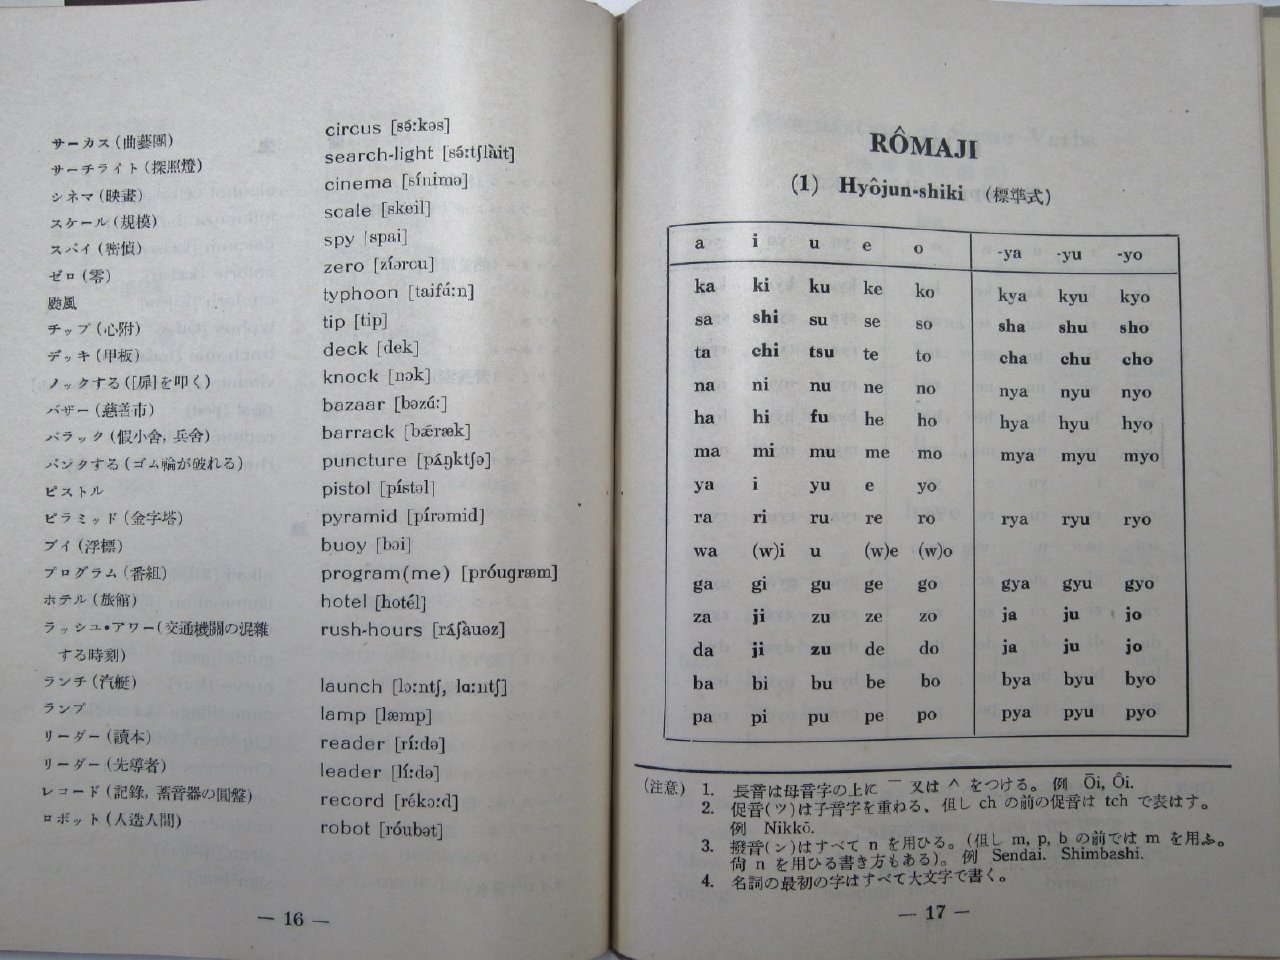 サーカス(曲藝團) circus [sə́ːkəs]
サーチライト(探照燈) search-light [sə́ːtʃlàit]
シネマ(映畫) cinema [sínimə]
スケール(規模) scale [skeil]
スパイ(密偵) spy [spai]
ゼロ(零) zero [zíərou]
颱風 typhoon [taifúːn]
チップ(心附) tip [tip]
デッキ(甲板) deck [dek]
ノックする([扉]を叩く) knock [nɔk]
バザー(慈善市) bazaar [bəzɑ́ː]
バラック(假小舍, 兵舍) barrack [bǽræk]
パンクする(ゴム輪が破れる) puncture [pʌ́ŋktʃə]
ピストル pistol [pístəl]
ピラミッド(金字塔) pyramid [pírəmid]
ブイ(浮標) buoy [bɔi]
プログラム(番組) program(me) [próugræm]
ホテル(旅館) hotel [hotél]
ラッシュ•アワー(交通機關の混雜 rush-hours [rʌ́ʃàuəz]
する時刻)
ランチ(汽艇) launch [lɔːntʃ, lɑːntʃ]
ランプ lamp [læmp]
リーダー(讀本) reader [ríːdə]
リーダー(先導者) leader [líːdə]
レコード(記錄, 蓄音器の圓盤) record [rékɔːd]
ロボット(人造人間) robot [róubət]
— 16 —
RÔMAJI
(1) Hyôjun-shiki (標準式)
a i u e o -ya -yu -yo
ka ki ku ke ko kya kyu kyo
sa shi su se so sha shu sho
ta chi tsu te to cha chu cho
na ni nu ne no nya nyu nyo
ha hi fu he ho hya hyu hyo
ma mi mu me mo mya myu myo
ya i yu e yo
ra ri ru re ro rya ryu ryo
wa (w)i u (w)e (w)o
ga gi gu ge go gya gyu gyo
za ji zu ze zo ja ju jo
da ji zu de do ja ju jo
ba bi bu be bo bya byu byo
pa pi pu pe po pya pyu pyo
(注意) 1. 長音は母音字の上に ¯ 又は ^ をつける。 例 Ōi, Ôi.
2. 促音(ツ)は子音字を重ねる、但し ch の前の促音は tch で表はす。
例 Nikkō.
3. 撥音(ン)はすべて n を用ひる。(但し m, p, b の前では m を用ふ。
尙 n を用ひる書き方もある)。例 Sendai. Shimbashi.
4. 名詞の最初の字はすべて大文字で書く。
— 17 —